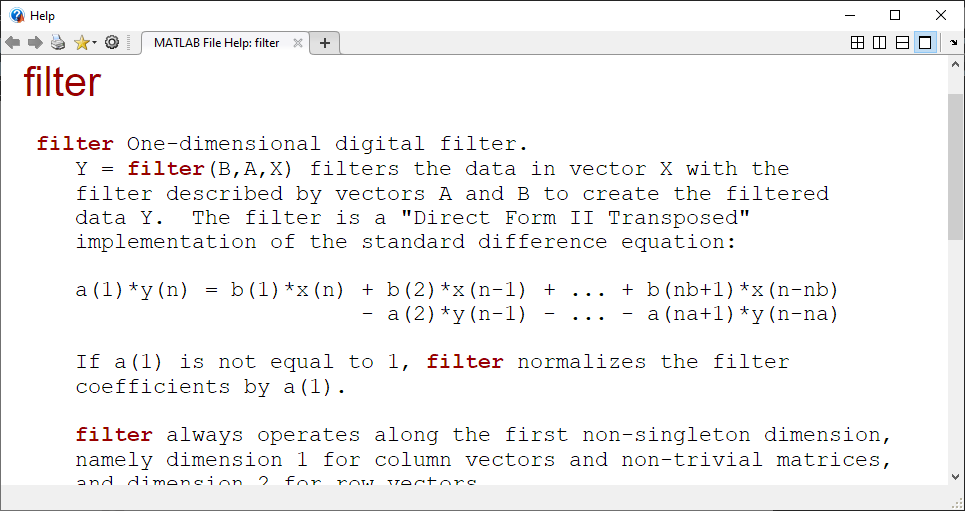 Help
MATLAB File Help: filter
filter
filter One-dimensional digital filter.
Y = filter(B,A,X) filters the data in vector X with the
filter described by vectors A and B to create the filtered
data Y.  The filter is a "Direct Form II Transposed"
implementation of the standard difference equation:
a(1)*y(n) = b(1)*x(n) + b(2)*x(n-1) + ... + b(nb+1)*x(n-nb)
- a(2)*y(n-1) - ... - a(na+1)*y(n-na)
If a(1) is not equal to 1, filter normalizes the filter
coefficients by a(1).
filter always operates along the first non-singleton dimension,
namely dimension 1 for column vectors and non-trivial matrices,
and dimension 2 for row vectors